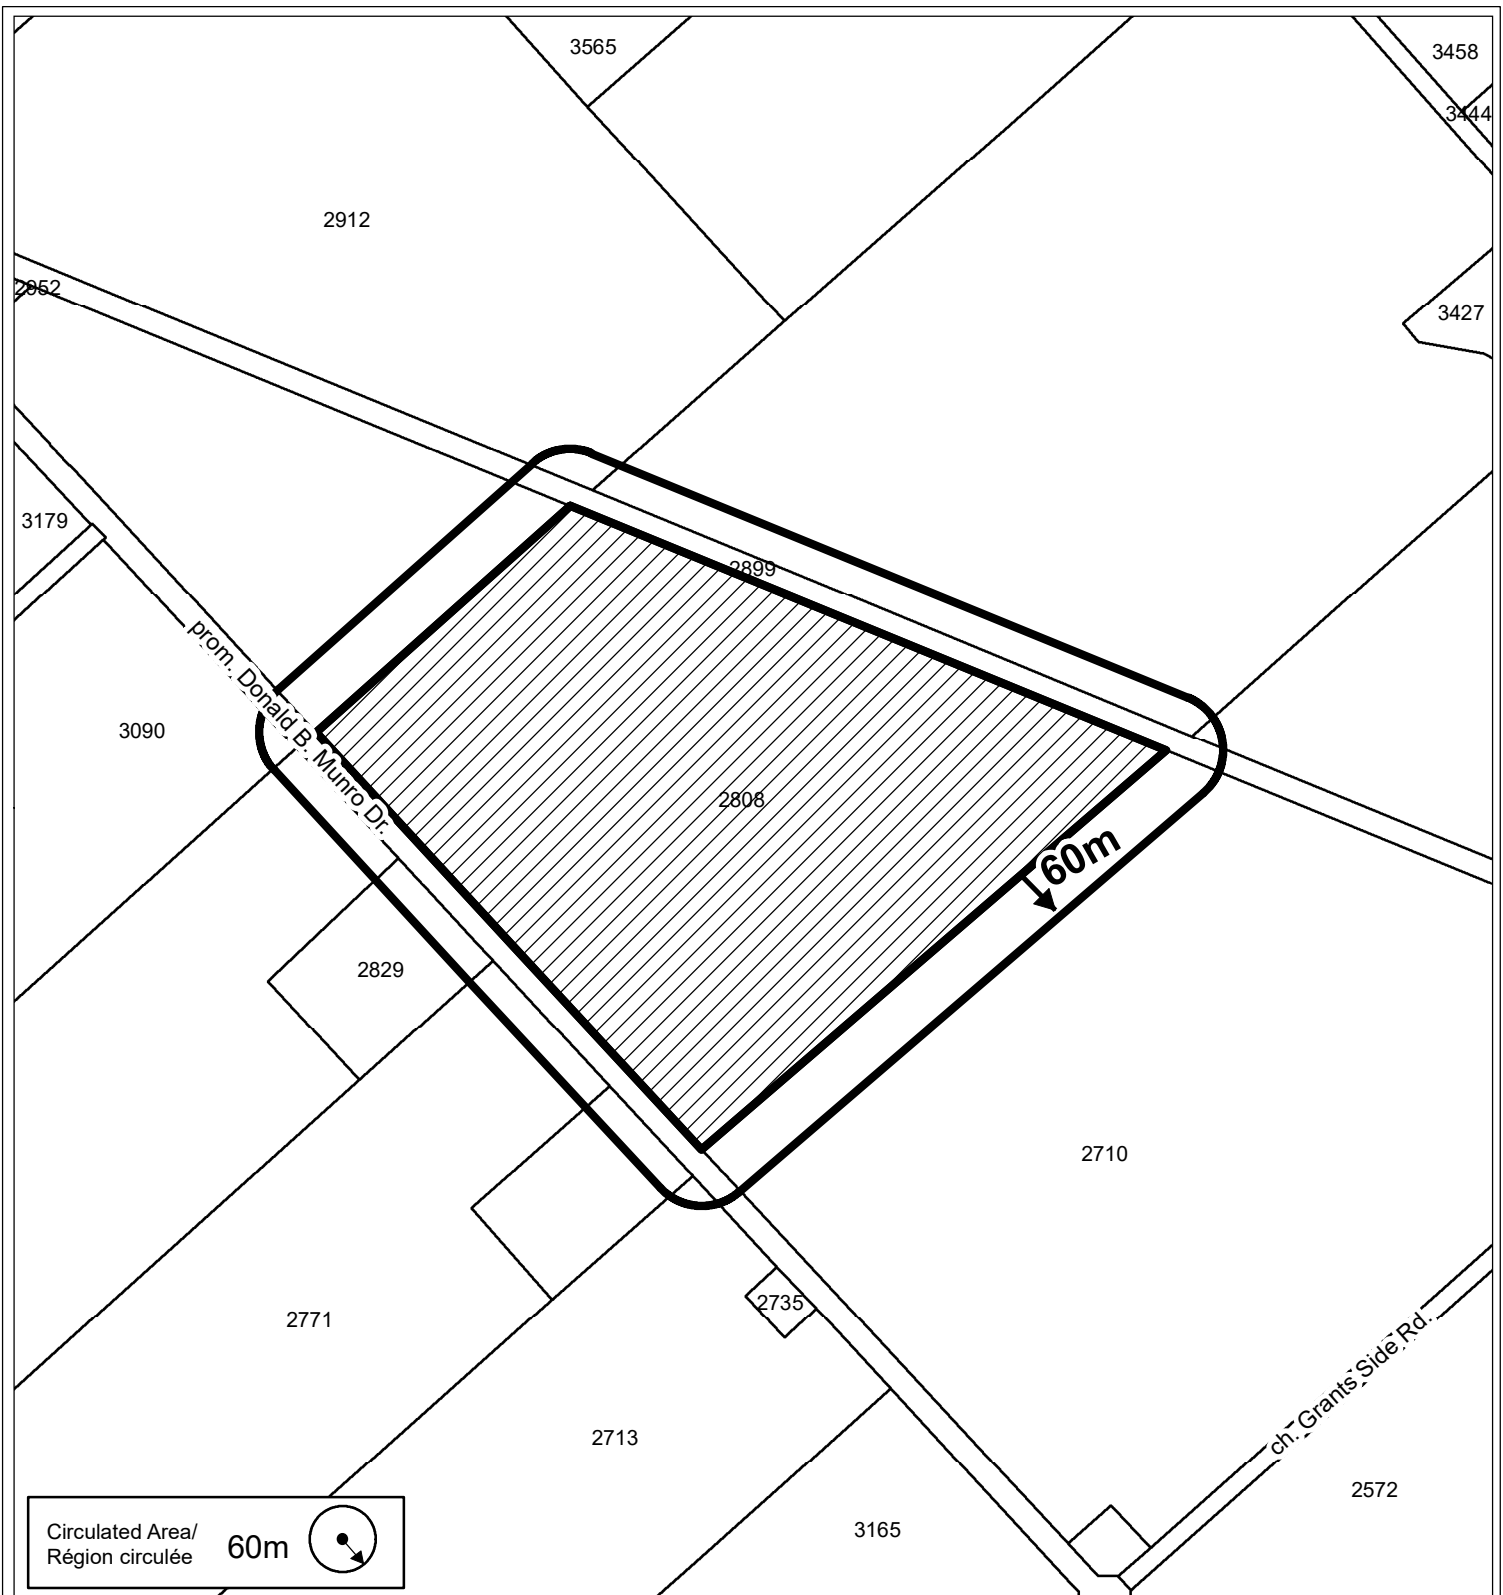 3565
3458
3444
2912
2952
3427
3179
2899
prom. Donald B. Munro Dr.
3090
2808
60m
2829
2710
2735
2771
ch. Grants Side Rd.
2713
2572
3165
Circulated Area/
Région circulée
60m